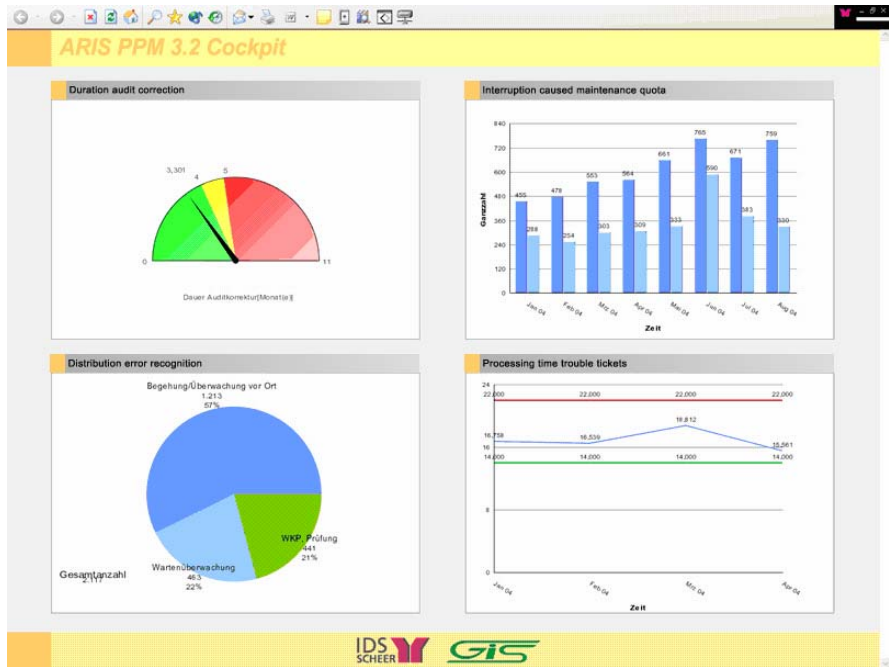 ARIS PPM 3.2 Cockpit
Duration audit correction
3,301
4
5
0
11
Dauer Auditkorrektur[Monat(e)]
Interruption caused maintenance quota
840
720
600
480
360
240
120
0
Ganzzahl
455
288
478
254
553
303
564
309
661
333
765
590
671
383
759
330
Jan 04
Feb 04
Mrz 04
Apr 04
Mai 04
Jun 04
Jul 04
Aug 04
Zeit
Distribution error recognition
Begehung/Überwachung vor Ort
1.213
57%
WKP, Prüfung
441
21%
Wartenüberwachung
463
22%
Gesamtanzahl
2.117
Processing time trouble tickets
24
16
8
0
22,000
22,000
22,000
22,000
16,758
16,539
18,812
15,561
14,000
14,000
14,000
14,000
Jan 04
Feb 04
Mrz 04
Apr 04
Zeit
IDS
SCHEER
GiS